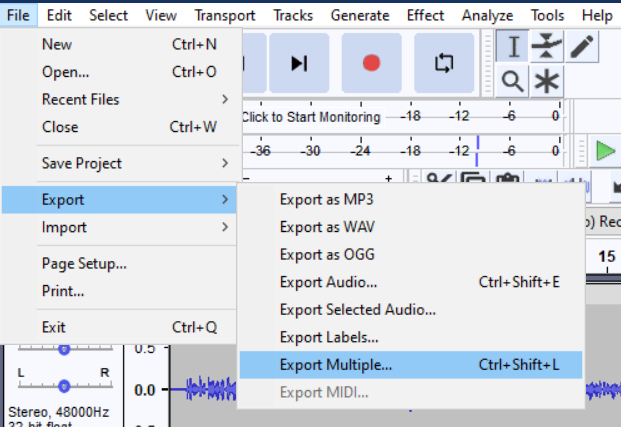 File Edit Select View Transport Tracks Generate Effect Analyze Tools Help
New Ctrl+N
Open... Ctrl+O
Recent Files
Close Ctrl+W
Save Project
Export
Import
Page Setup...
Print...
Exit Ctrl+Q
Click to Start Monitoring -18 -12 -6 0
-36 -30 -24 -18 -12 -6 0
Export as MP3
Export as WAV
Export as OGG
Export Audio... Ctrl+Shift+E
Export Selected Audio...
Export Labels...
Export Multiple... Ctrl+Shift+L
Export MIDI...
15
0.5
L R
0.0
Stereo, 48000Hz
32-bit float